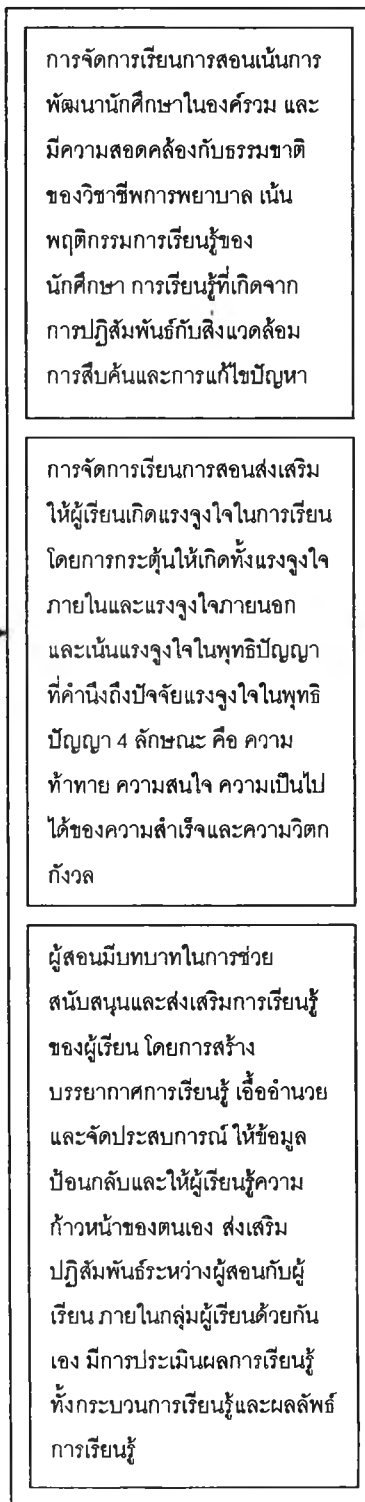 การจัดการเรียนการสอนเน้นการ
พัฒนานักศึกษาในองค์รวม และ
มีความสอดคล้องกับธรรมชาติ
ของวิชาชีพการพยาบาล เน้น
พฤติกรรมการเรียนรู้ของ
นักศึกษา การเรียนรู้ที่เกิดจาก
การปฏิสัมพันธ์กับสิ่งแวดล้อม
การสืบค้นและการแก้ไขปัญหา
การจัดการเรียนการสอนส่งเสริม
ให้ผู้เรียนเกิดแรงจูงใจในการเรียน
โดยการกระตุ้นให้เกิดทั้งแรงจูงใจ
ภายในและแรงจูงใจภายนอก
และเน้นแรงจูงใจในพุทธิปัญญา
ที่คำนึงถึงปัจจัยแรงจูงใจในพุทธิ
ปัญญา 4 ลักษณะ คือ ความ
ท้าทาย ความสนใจ ความเป็นไป
ได้ของความสำเร็จและความวิตก
กังวล
ผู้สอนมีบทบาทในการช่วย
สนับสนุนและส่งเสริมการเรียนรู้
ของผู้เรียน โดยการสร้าง
บรรยากาศการเรียนรู้ เอื้ออำนวย
และจัดประสบการณ์ ให้ข้อมูล
ป้อนกลับและให้ผู้เรียนรู้ความ
ก้าวหน้าของตนเอง ส่งเสริม
ปฏิสัมพันธ์ระหว่างผู้สอนกับผู้
เรียน ภายในกลุ่มผู้เรียนด้วยกัน
เอง มีการประเมินผลการเรียนรู้
ทั้งกระบวนการเรียนรู้และผลลัพธ์
การเรียนรู้